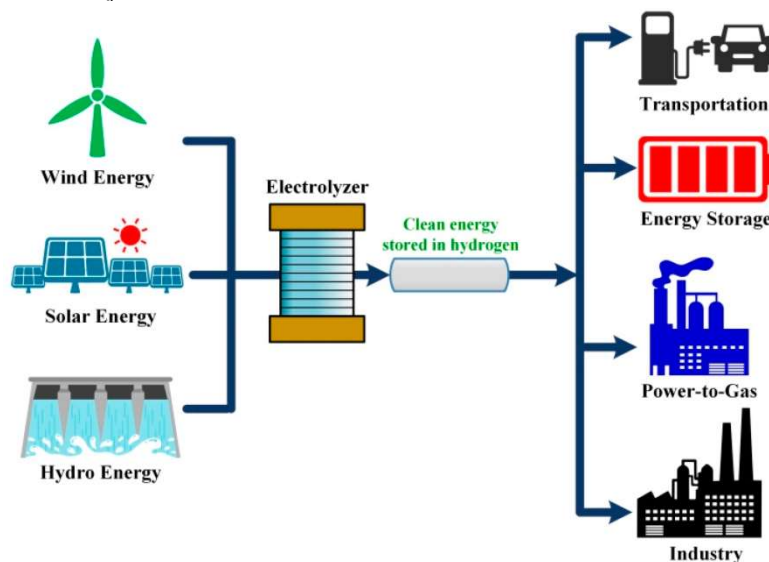 Wind Energy
Solar Energy
Hydro Energy
Electrolyzer
Clean energy
stored in hydrogen
Transportation
Energy Storage
Power-to-Gas
Industry